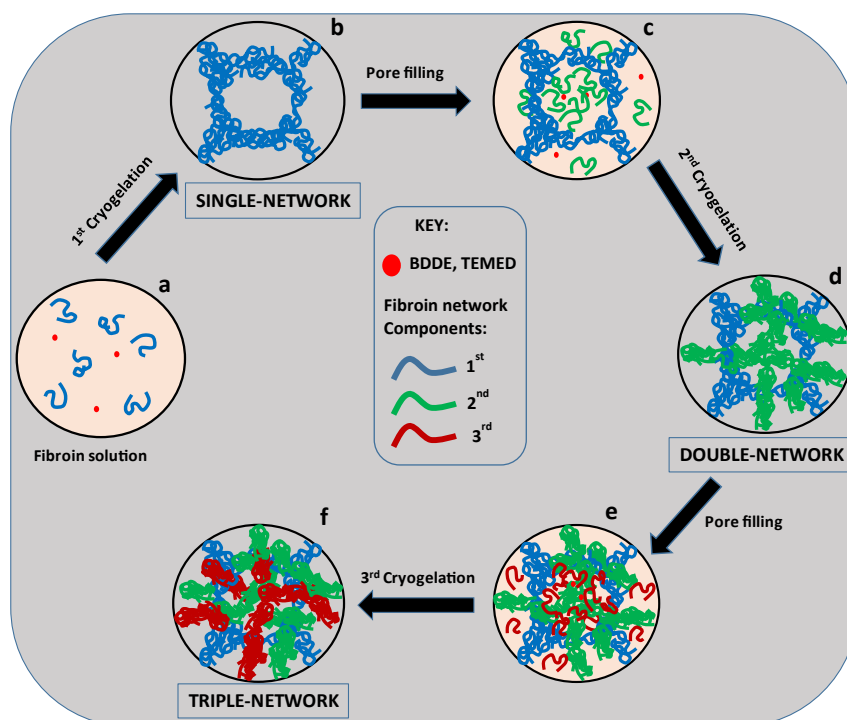 a
Fibroin solution
1st Cryogelation
b
SINGLE-NETWORK
Pore filling
c
2nd Cryogelation
d
DOUBLE-NETWORK
Pore filling
e
3rd Cryogelation
f
TRIPLE-NETWORK
KEY:
BDDE, TEMED
Fibroin network
Components:
1st
2nd
3rd